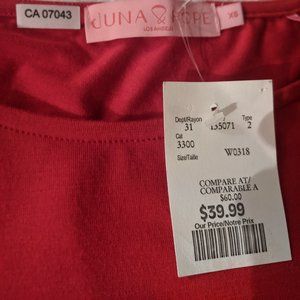 CA 07043
JUNA ROPE
LOS ANGELES
XS
Dept/Rayon
31
135071
Type
2
Cat
3300
Size/Taille
W0318
COMPARE AT/
COMPARABLE A
$60.00
$39.99
Our Price/Notre Prix